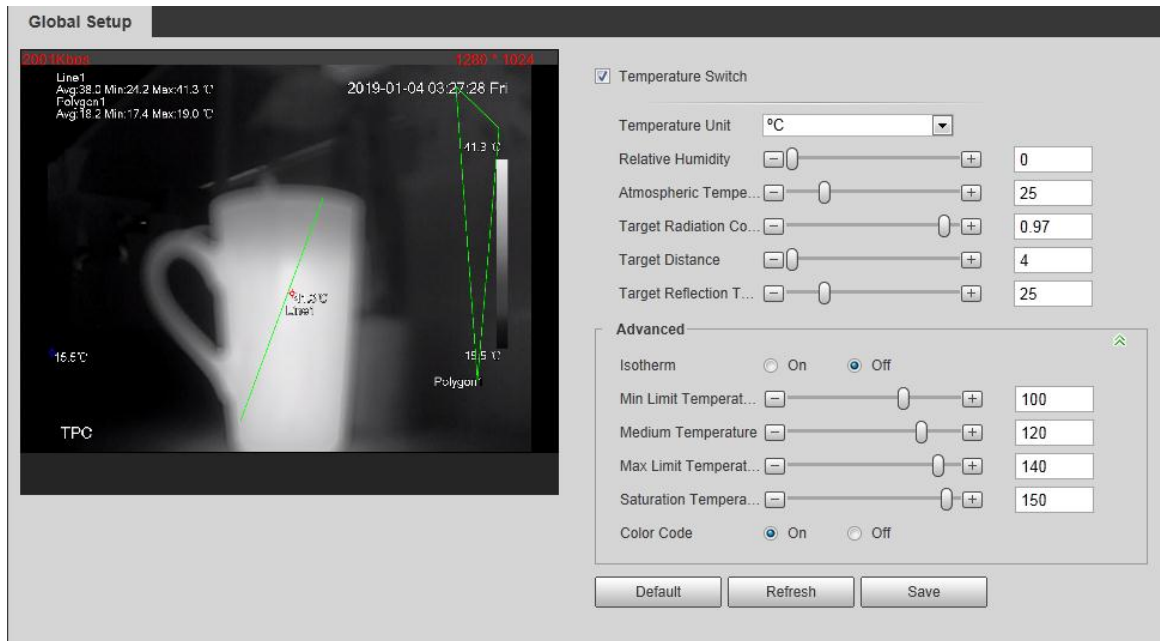 Global Setup
2001Kbps 1280 * 1024
Line1
Avg:38.0 Min:24.2 Max:41.3 ℃
Polygon1
Avg:18.2 Min:17.4 Max:19.0 ℃
2019-01-04 03:27:28 Fri
41.3 ℃
Line1
15.5℃
15.5 ℃
Polygon1
TPC
Temperature Switch
Temperature Unit ºC
Relative Humidity 0
Atmospheric Tempe... 25
Target Radiation Co... 0.97
Target Distance 4
Target Reflection T... 25
Advanced
Isotherm On Off
Min Limit Temperat... 100
Medium Temperature 120
Max Limit Temperat... 140
Saturation Tempera... 150
Color Code On Off
Default Refresh Save